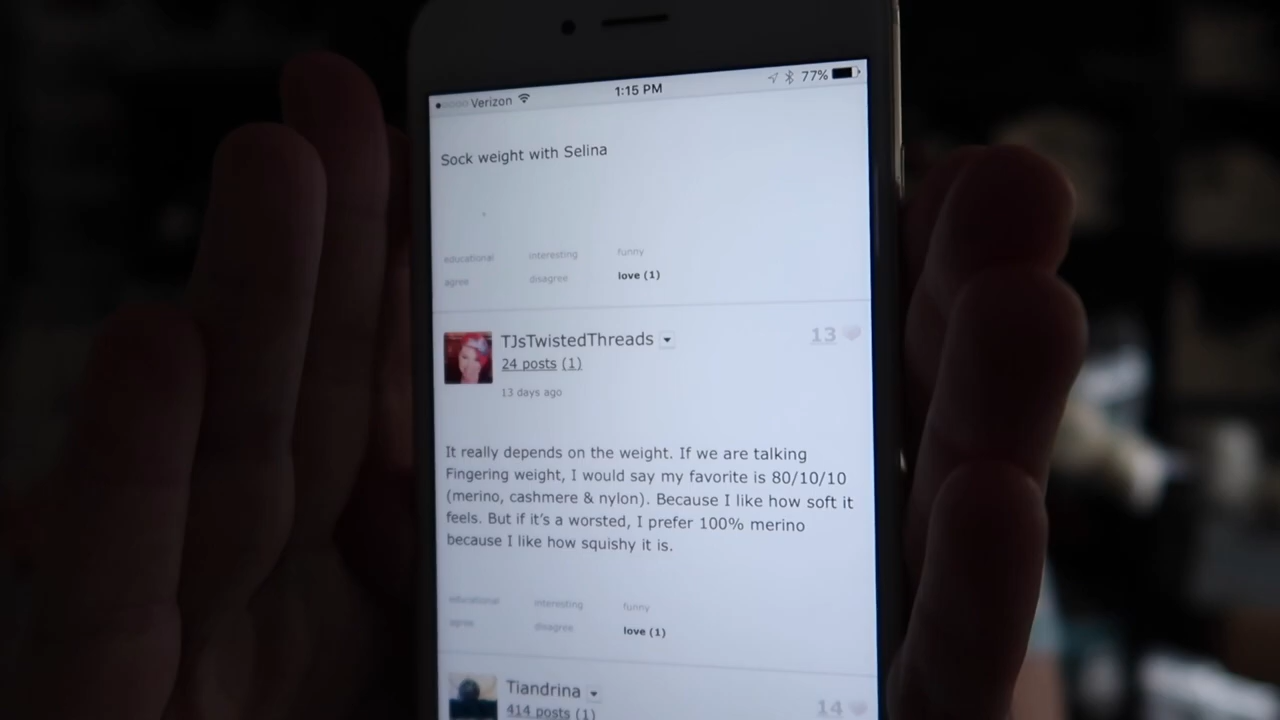 Verizon 1:15 PM 77%
Sock weight with Selina
educational interesting funny
agree disagree love (1)
TJsTwistedThreads 13
24 posts (1)
13 days ago
It really depends on the weight. If we are talking
Fingering weight, I would say my favorite is 80/10/10
(merino, cashmere & nylon). Because I like how soft it
feels. But if it's a worsted, I prefer 100% merino
because I like how squishy it is.
educational interesting funny
agree disagree love (1)
Tiandrina 14
414 posts (1)